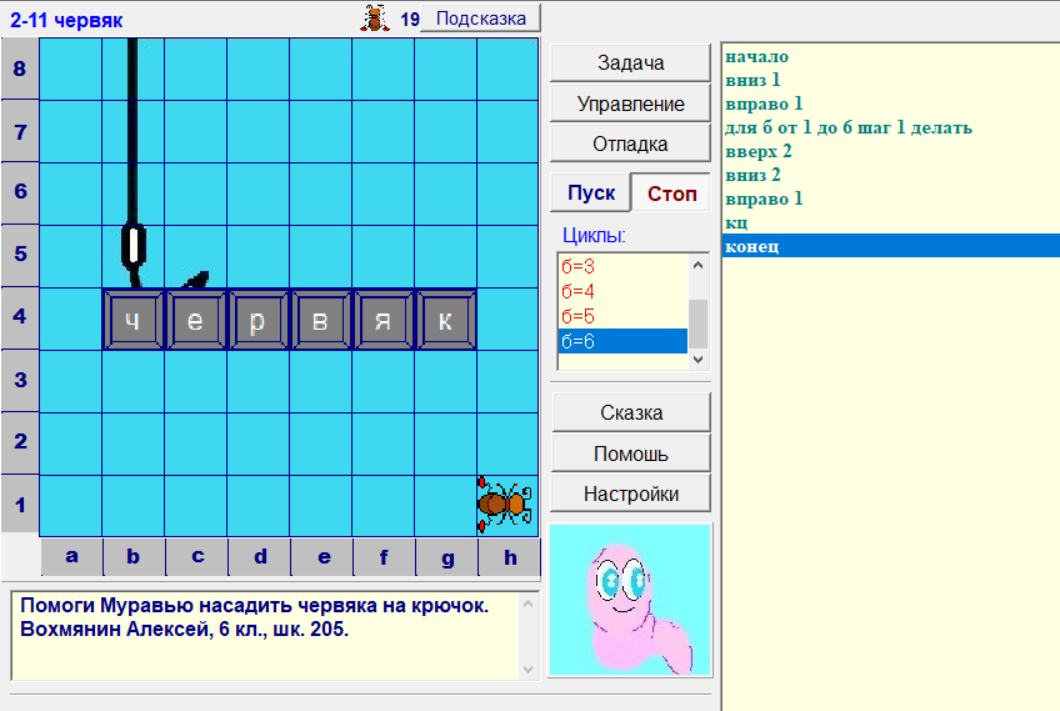 2-11 червяк
19
Подсказка
8
7
6
5
4
3
2
1
ч е р в я к
a b c d e f g h
Помоги Муравью насадить червяка на крючок.
Вохмянин Алексей, 6 кл., шк. 205.
Задача
Управление
Отладка
Пуск
Стоп
Циклы:
б=3
б=4
б=5
б=6
Сказка
Помошь
Настройки
начало
вниз 1
вправо 1
для б от 1 до 6 шаг 1 делать
вверх 2
вниз 2
вправо 1
кц
конец